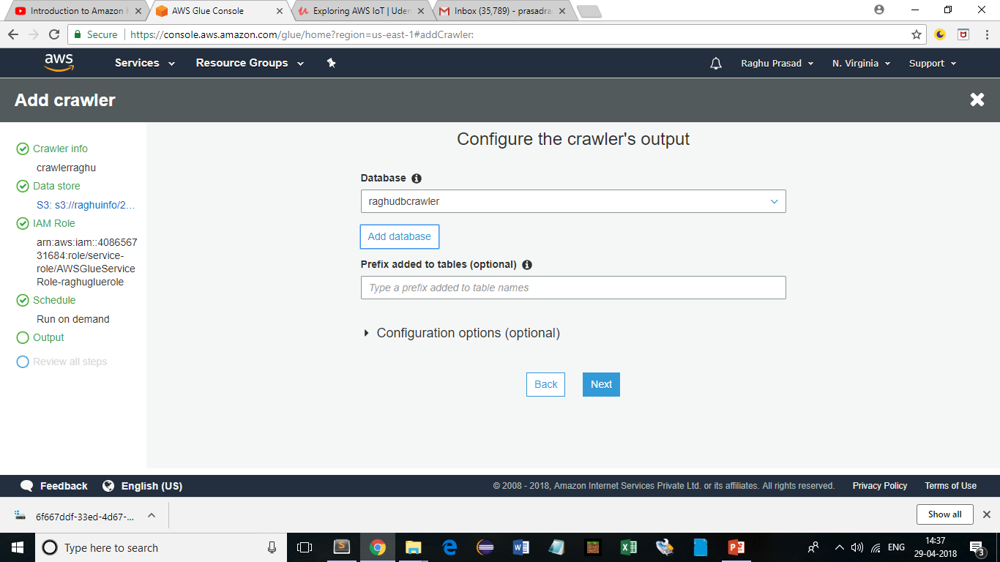 Introduction to Amazon
AWS Glue Console
Exploring AWS IoT | Uder
Inbox (35,789) - prasadra
Secure
https://console.aws.amazon.com/glue/home?region=us-east-1#addCrawler:
aws
Services
Resource Groups
Raghu Prasad
N. Virginia
Support
Add crawler
Crawler info
crawlerraghu
Data store
S3: s3://raghuinfo/2...
IAM Role
arn:aws:iam::4086567
31684:role/service-
role/AWSGlueService
Role-raghugluerole
Schedule
Run on demand
Output
Review all steps
Configure the crawler's output
Database
raghudbcrawler
Add database
Prefix added to tables (optional)
Type a prefix added to table names
Configuration options (optional)
Back
Next
Feedback
English (US)
© 2008 - 2018, Amazon Internet Services Private Ltd. or its affiliates. All rights reserved.
Privacy Policy
Terms of Use
6f667ddf-33ed-4d67-...
Show all
Type here to search
ENG
14:37
29-04-2018
3